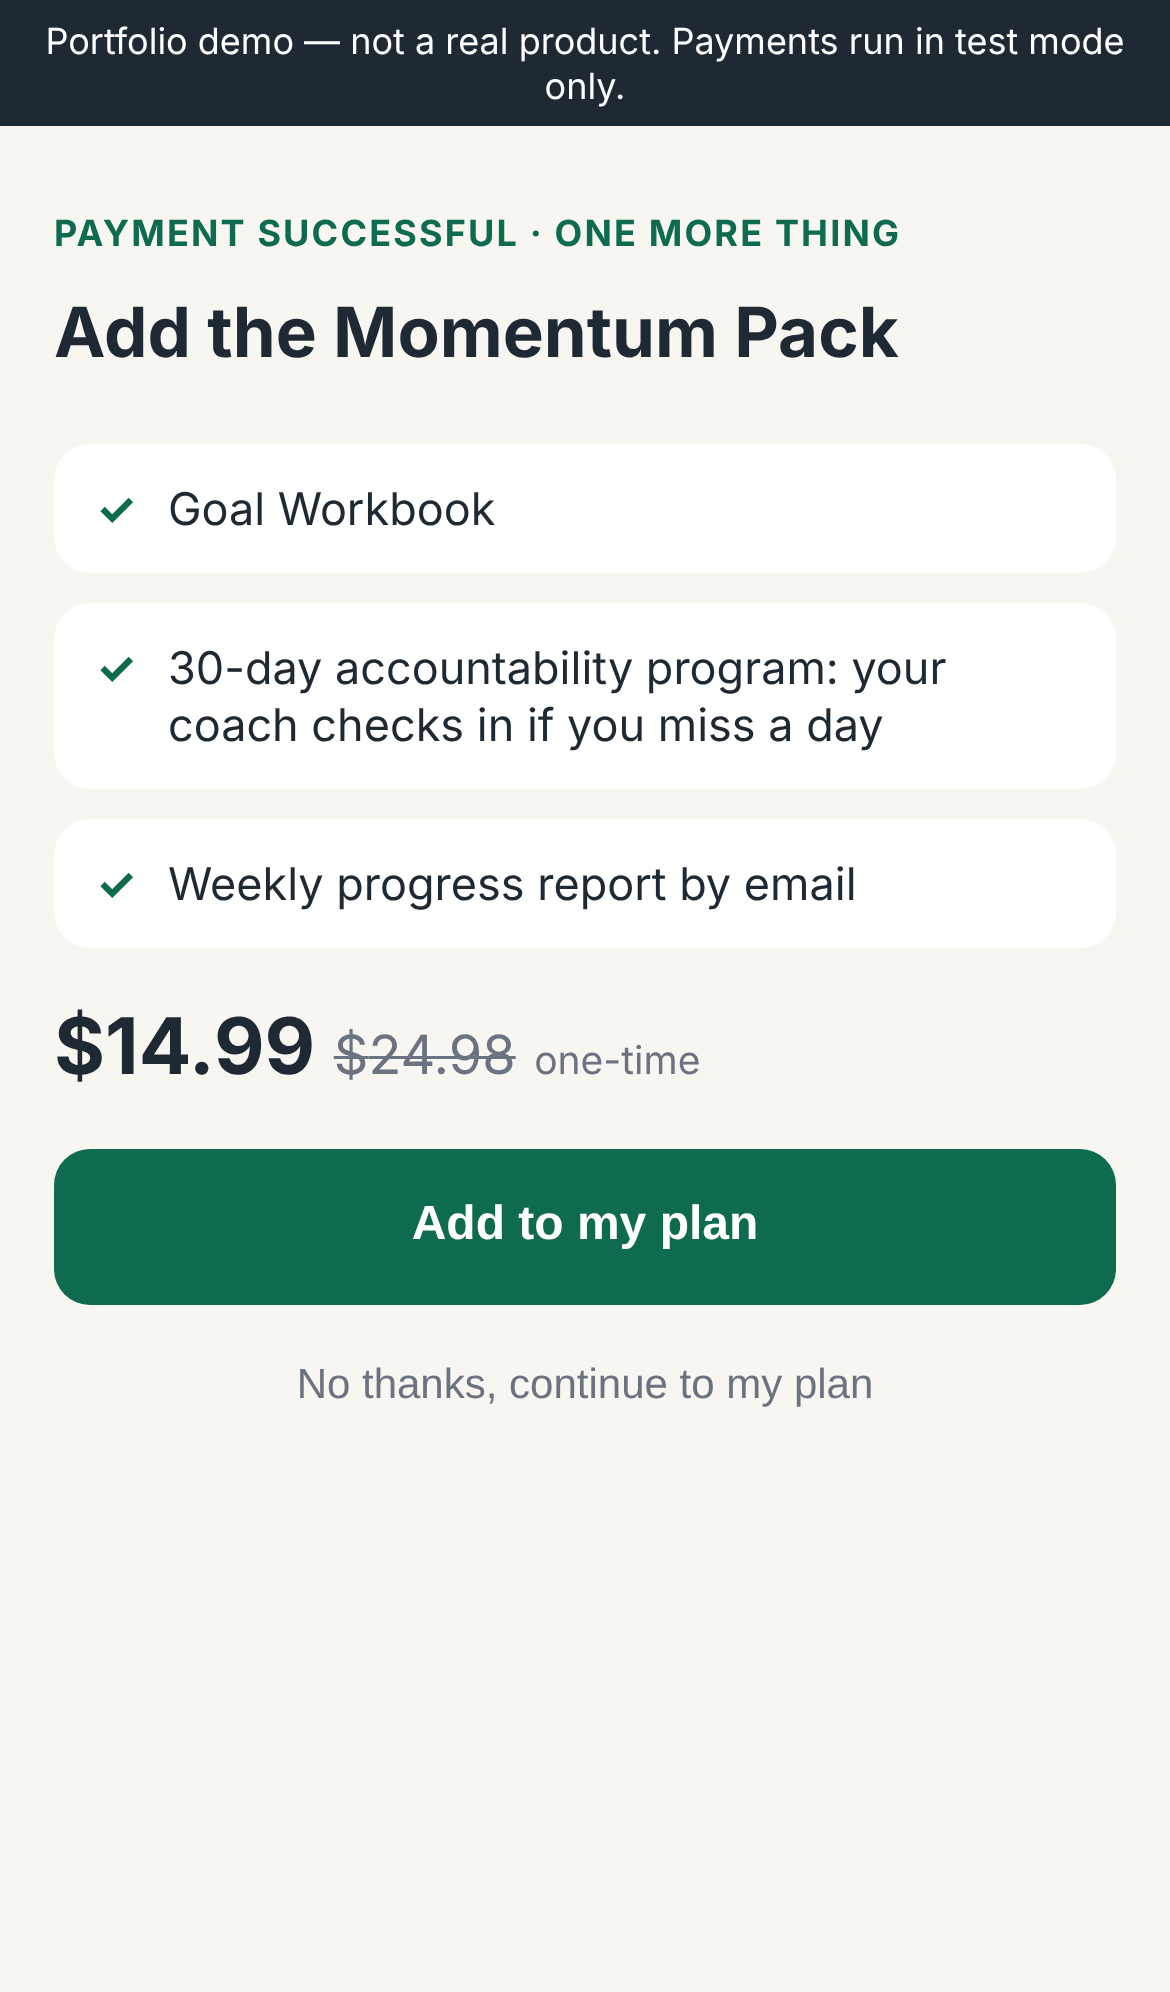 Portfolio demo — not a real product. Payments run in test mode
only.
PAYMENT SUCCESSFUL · ONE MORE THING
Add the Momentum Pack
Goal Workbook
30-day accountability program: your
coach checks in if you miss a day
Weekly progress report by email
$14.99 $24.98 one-time
Add to my plan
No thanks, continue to my plan